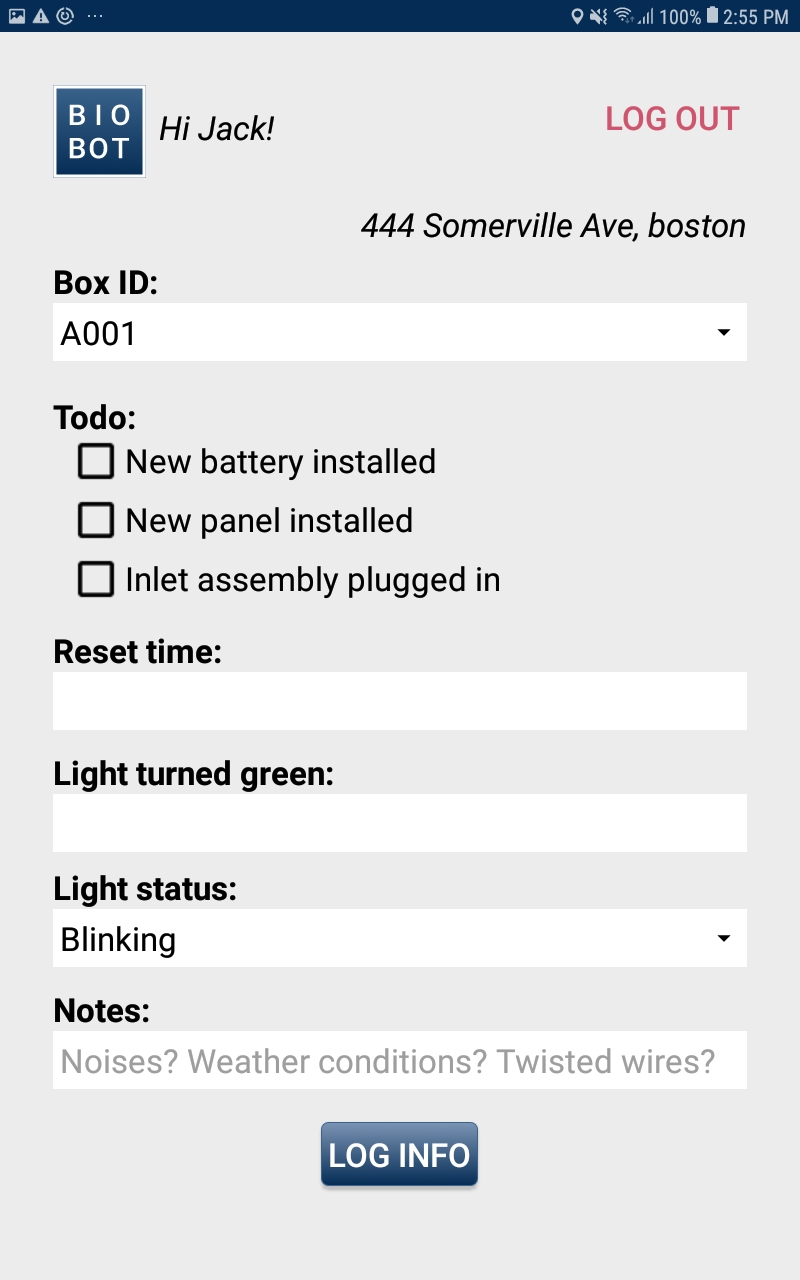 100% 2:55 PM
BIO
BOT
Hi Jack!
LOG OUT
444 Somerville Ave, boston
Box ID:
A001
Todo:
New battery installed
New panel installed
Inlet assembly plugged in
Reset time:
Light turned green:
Light status:
Blinking
Notes:
Noises? Weather conditions? Twisted wires?
LOG INFO